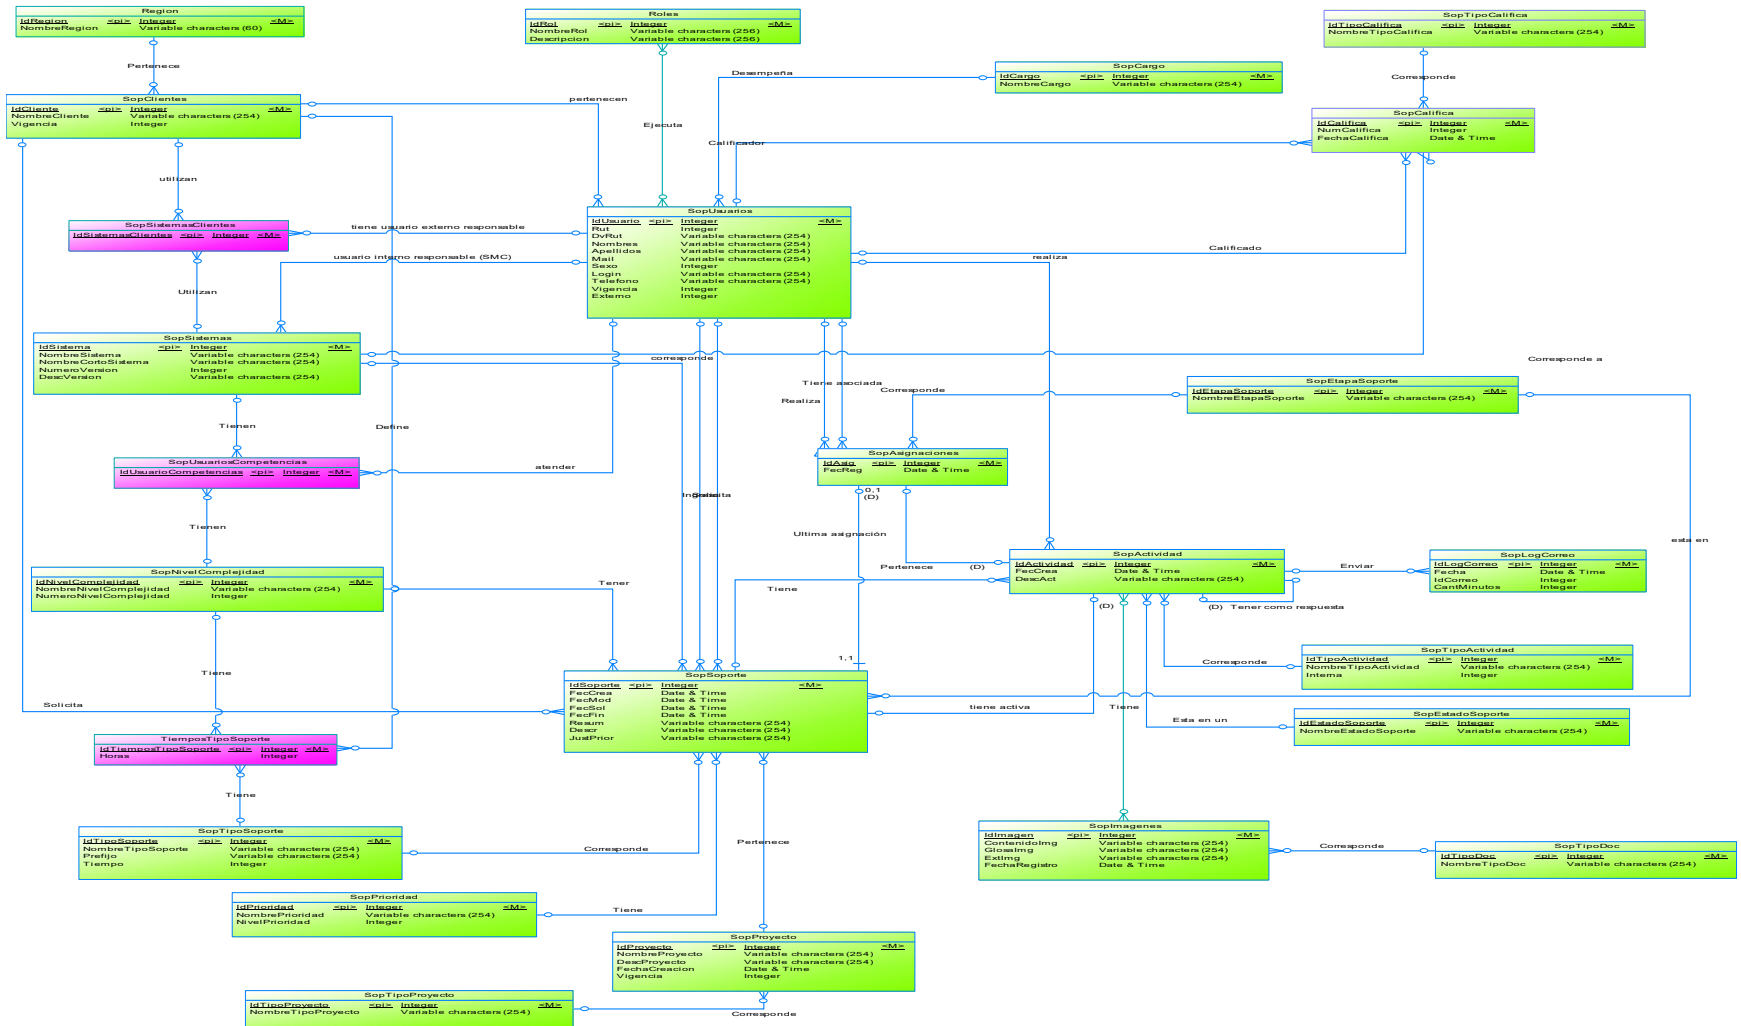 Region
IdRegion <pi> Integer <M>
NombreRegion Variable characters (60)
Roles
IdRol <pi> Integer <M>
NombreRol Variable characters (256)
Descripcion Variable characters (256)
SopTipoCalifica
IdTipoCalifica <pi> Integer <M>
NombreTipoCalifica Variable characters (254)
Pertenece
Desempeña
SopCargo
IdCargo <pi> Integer <M>
NombreCargo Variable characters (254)
Corresponde
SopClientes
IdCliente <pi> Integer <M>
NombreCliente Variable characters (254)
Vigencia Integer
pertenecen
Ejecuta
Calificador
SopCalifica
IdCalifica <pi> Integer <M>
NumCalifica Integer
FechaCalifica Date & Time
utilizan
SopSistemasClientes
IdSistemasClientes <pi> Integer <M>
tiene usuario externo responsable
usuario interno responsable (SMC)
SopUsuarios
IdUsuario <pi> Integer <M>
Rut Integer
DvRut Variable characters (254)
Nombres Variable characters (254)
Apellidos Variable characters (254)
Mail Variable characters (254)
Sexo Integer
Login Variable characters (254)
Telefono Variable characters (254)
Vigencia Integer
Externo Integer
Calificado
realiza
Utilizan
SopSistemas
IdSistema <pi> Integer <M>
NombreSistema Variable characters (254)
NombreCortoSistema Variable characters (254)
NumeroVersion Integer
DescVersion Variable characters (254)
corresponde
Corresponde a
Tiene asociada
Realiza
Corresponde
SopEtapaSoporte
IdEtapaSoporte <pi> Integer <M>
NombreEtapaSoporte Variable characters (254)
Tienen
Define
SopUsuariosCompetencias
IdUsuarioCompetencias <pi> Integer <M>
atender
SopAsignaciones
IdAsig <pi> Integer <M>
FecReg Date & Time
0,1
(D)
Solicita
Tienen
Ultima asignación
esta en
SopNivelComplejidad
IdNivelComplejidad <pi> Integer <M>
NombreNivelComplejidad Variable characters (254)
NumeroNivelComplejidad Integer
Tener
Pertenece (D)
Tiene
SopActividad
IdActividad <pi> Integer <M>
FecCrea Date & Time
DescAct Variable characters (254)
(D)
(D) Tener como respuesta
Enviar
SopLogCorreo
IdLogCorreo <pi> Integer <M>
Fecha Date & Time
IdCorreo Integer
CantMinutos Integer
Tiene
1,1
Corresponde
SopTipoActividad
IdTipoActividad <pi> Integer <M>
NombreTipoActividad Variable characters (254)
Interna Integer
Solicita
SopSoporte
IdSoporte <pi> Integer <M>
FecCrea Date & Time
FecMod Date & Time
FecSol Date & Time
FecFin Date & Time
Resum Variable characters (254)
Descr Variable characters (254)
JustPrior Variable characters (254)
tiene activa
Tiene
Esta en un
SopEstadoSoporte
IdEstadoSoporte <pi> Integer <M>
NombreEstadoSoporte Variable characters (254)
TiemposTipoSoporte
IdTiemposTipoSoporte <pi> Integer <M>
Horas Integer
Tiene
SopTipoSoporte
IdTipoSoporte <pi> Integer <M>
NombreTipoSoporte Variable characters (254)
Prefijo Variable characters (254)
Tiempo Integer
Corresponde
Pertenece
SopImagenes
IdImagen <pi> Integer <M>
ContenidoImg Variable characters (254)
GlosaImg Variable characters (254)
ExtImg Variable characters (254)
FechaRegistro Date & Time
Corresponde
SopTipoDoc
IdTipoDoc <pi> Integer <M>
NombreTipoDoc Variable characters (254)
SopPrioridad
IdPrioridad <pi> Integer <M>
NombrePrioridad Variable characters (254)
NivelPrioridad Integer
Tiene
SopProyecto
IdProyecto <pi> Integer <M>
NombreProyecto Variable characters (254)
DescProyecto Variable characters (254)
FechaCreacion Date & Time
Vigencia Integer
SopTipoProyecto
IdTipoProyecto <pi> Integer <M>
NombreTipoProyecto Variable characters (254)
Corresponde